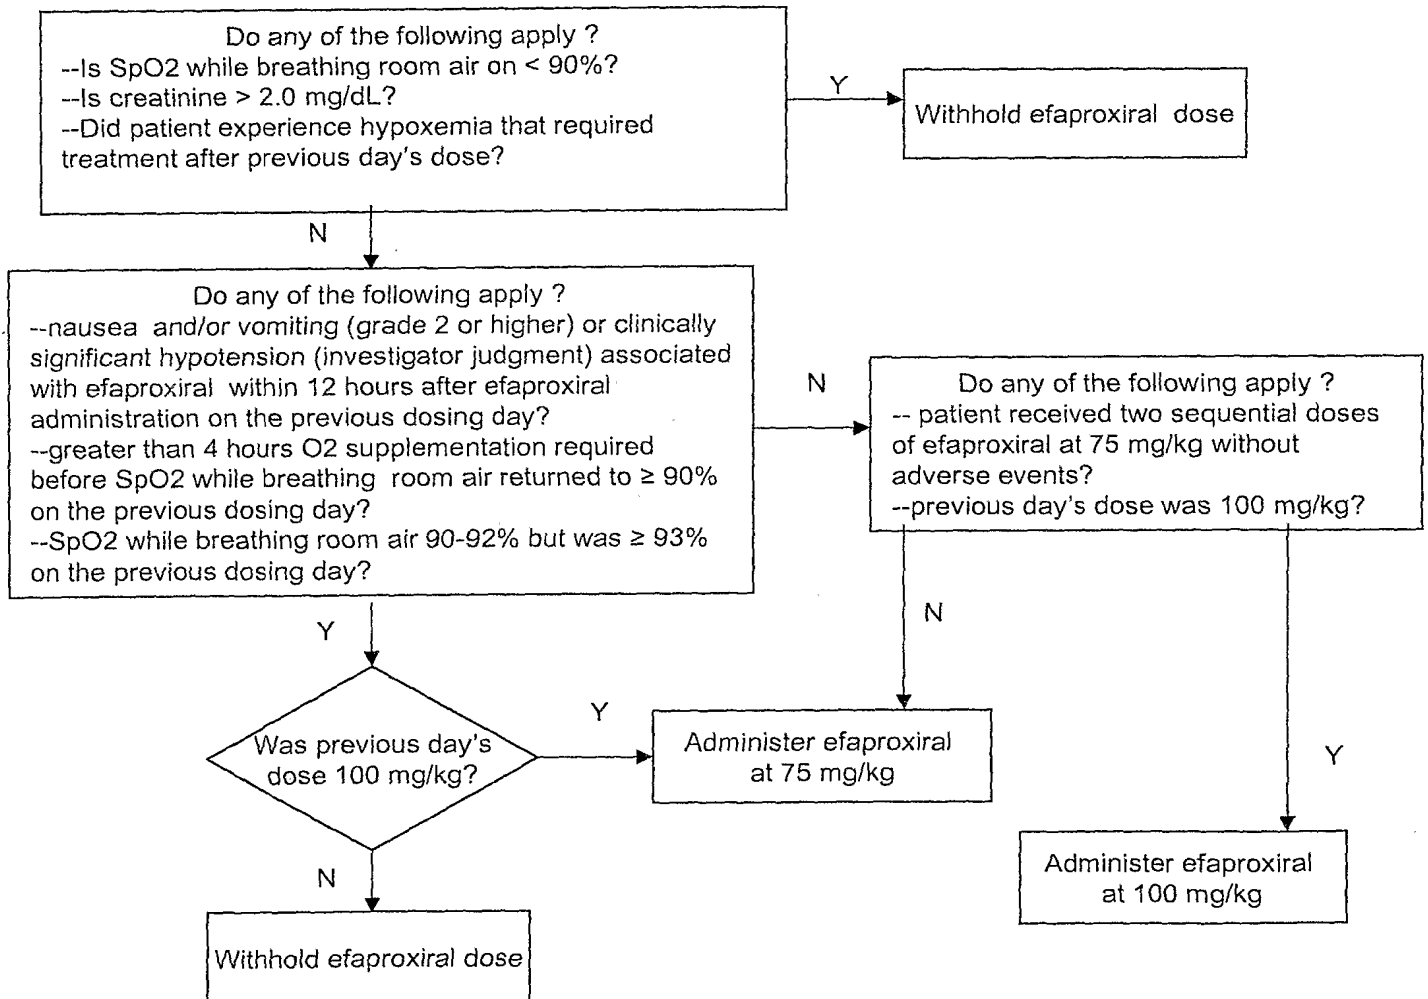 Do any of the following apply ?
--Is SpO2 while breathing room air on < 90%?
--Is creatinine > 2.0 mg/dL?
--Did patient experience hypoxemia that required
treatment after previous day's dose?
Y
Withhold efaproxiral dose
N
Do any of the following apply ?
--nausea and/or vomiting (grade 2 or higher) or clinically
significant hypotension (investigator judgment) associated
with efaproxiral within 12 hours after efaproxiral
administration on the previous dosing day?
--greater than 4 hours O2 supplementation required
before SpO2 while breathing room air returned to ≥ 90%
on the previous dosing day?
--SpO2 while breathing room air 90-92% but was ≥ 93%
on the previous dosing day?
N
Do any of the following apply ?
-- patient received two sequential doses
of efaproxiral at 75 mg/kg without
adverse events?
--previous day's dose was 100 mg/kg?
Y
N
Was previous day's
dose 100 mg/kg?
Y
Administer efaproxiral
at 75 mg/kg
Y
Administer efaproxiral
at 100 mg/kg
N
Withhold efaproxiral dose